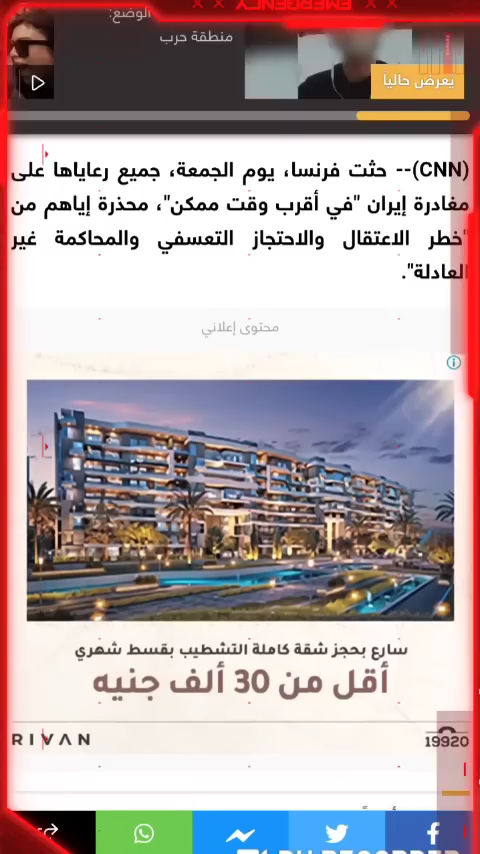 EMERGENCY
الوضع:
منطقة حرب
يعرض حاليا
(CNN)-- حثت فرنسا، يوم الجمعة، جميع رعاياها على
مغادرة إيران "في أقرب وقت ممكن"، محذرة إياهم من
"خطر الاعتقال والاحتجاز التعسفي والمحاكمة غير
العادلة".
محتوى إعلاني
سارع بحجز شقة كاملة التشطيب بقسط شهري
أقل من 30 ألف جنيه
RIVAN
19920